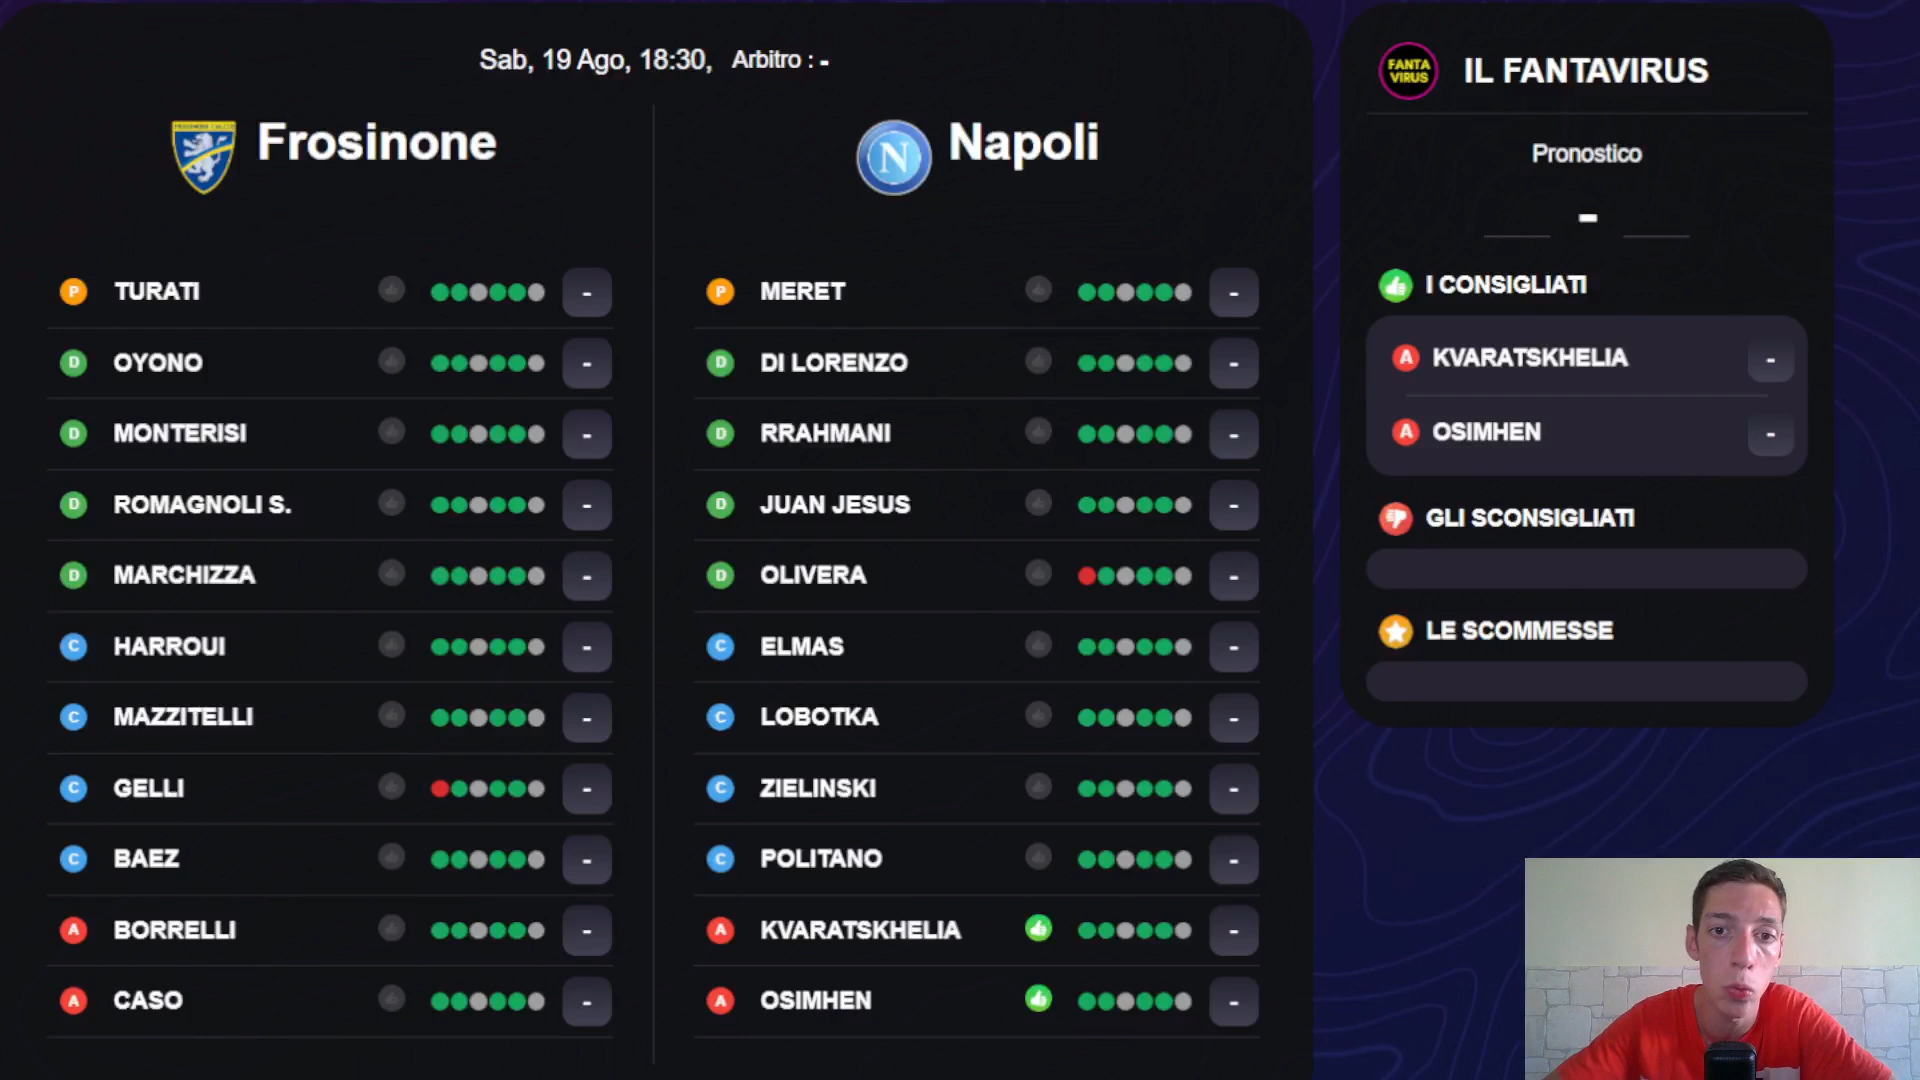 Sab, 19 Ago, 18:30, Arbitro : -
Frosinone
P TURATI -
D OYONO -
D MONTERISI -
D ROMAGNOLI S. -
D MARCHIZZA -
C HARROUI -
C MAZZITELLI -
C GELLI -
C BAEZ -
A BORRELLI -
A CASO -
N Napoli
P MERET -
D DI LORENZO -
D RRAHMANI -
D JUAN JESUS -
D OLIVERA -
C ELMAS -
C LOBOTKA -
C ZIELINSKI -
C POLITANO -
A KVARATSKHELIA -
A OSIMHEN -
FANTA
VIRUS
IL FANTAVIRUS
Pronostico
-
I CONSIGLIATI
A KVARATSKHELIA -
A OSIMHEN -
GLI SCONSIGLIATI
LE SCOMMESSE